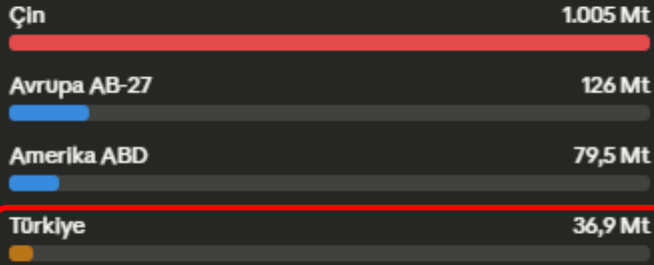 Çin 1.005 Mt
Avrupa AB-27 126 Mt
Amerika ABD 79,5 Mt
Türkiye 36,9 Mt